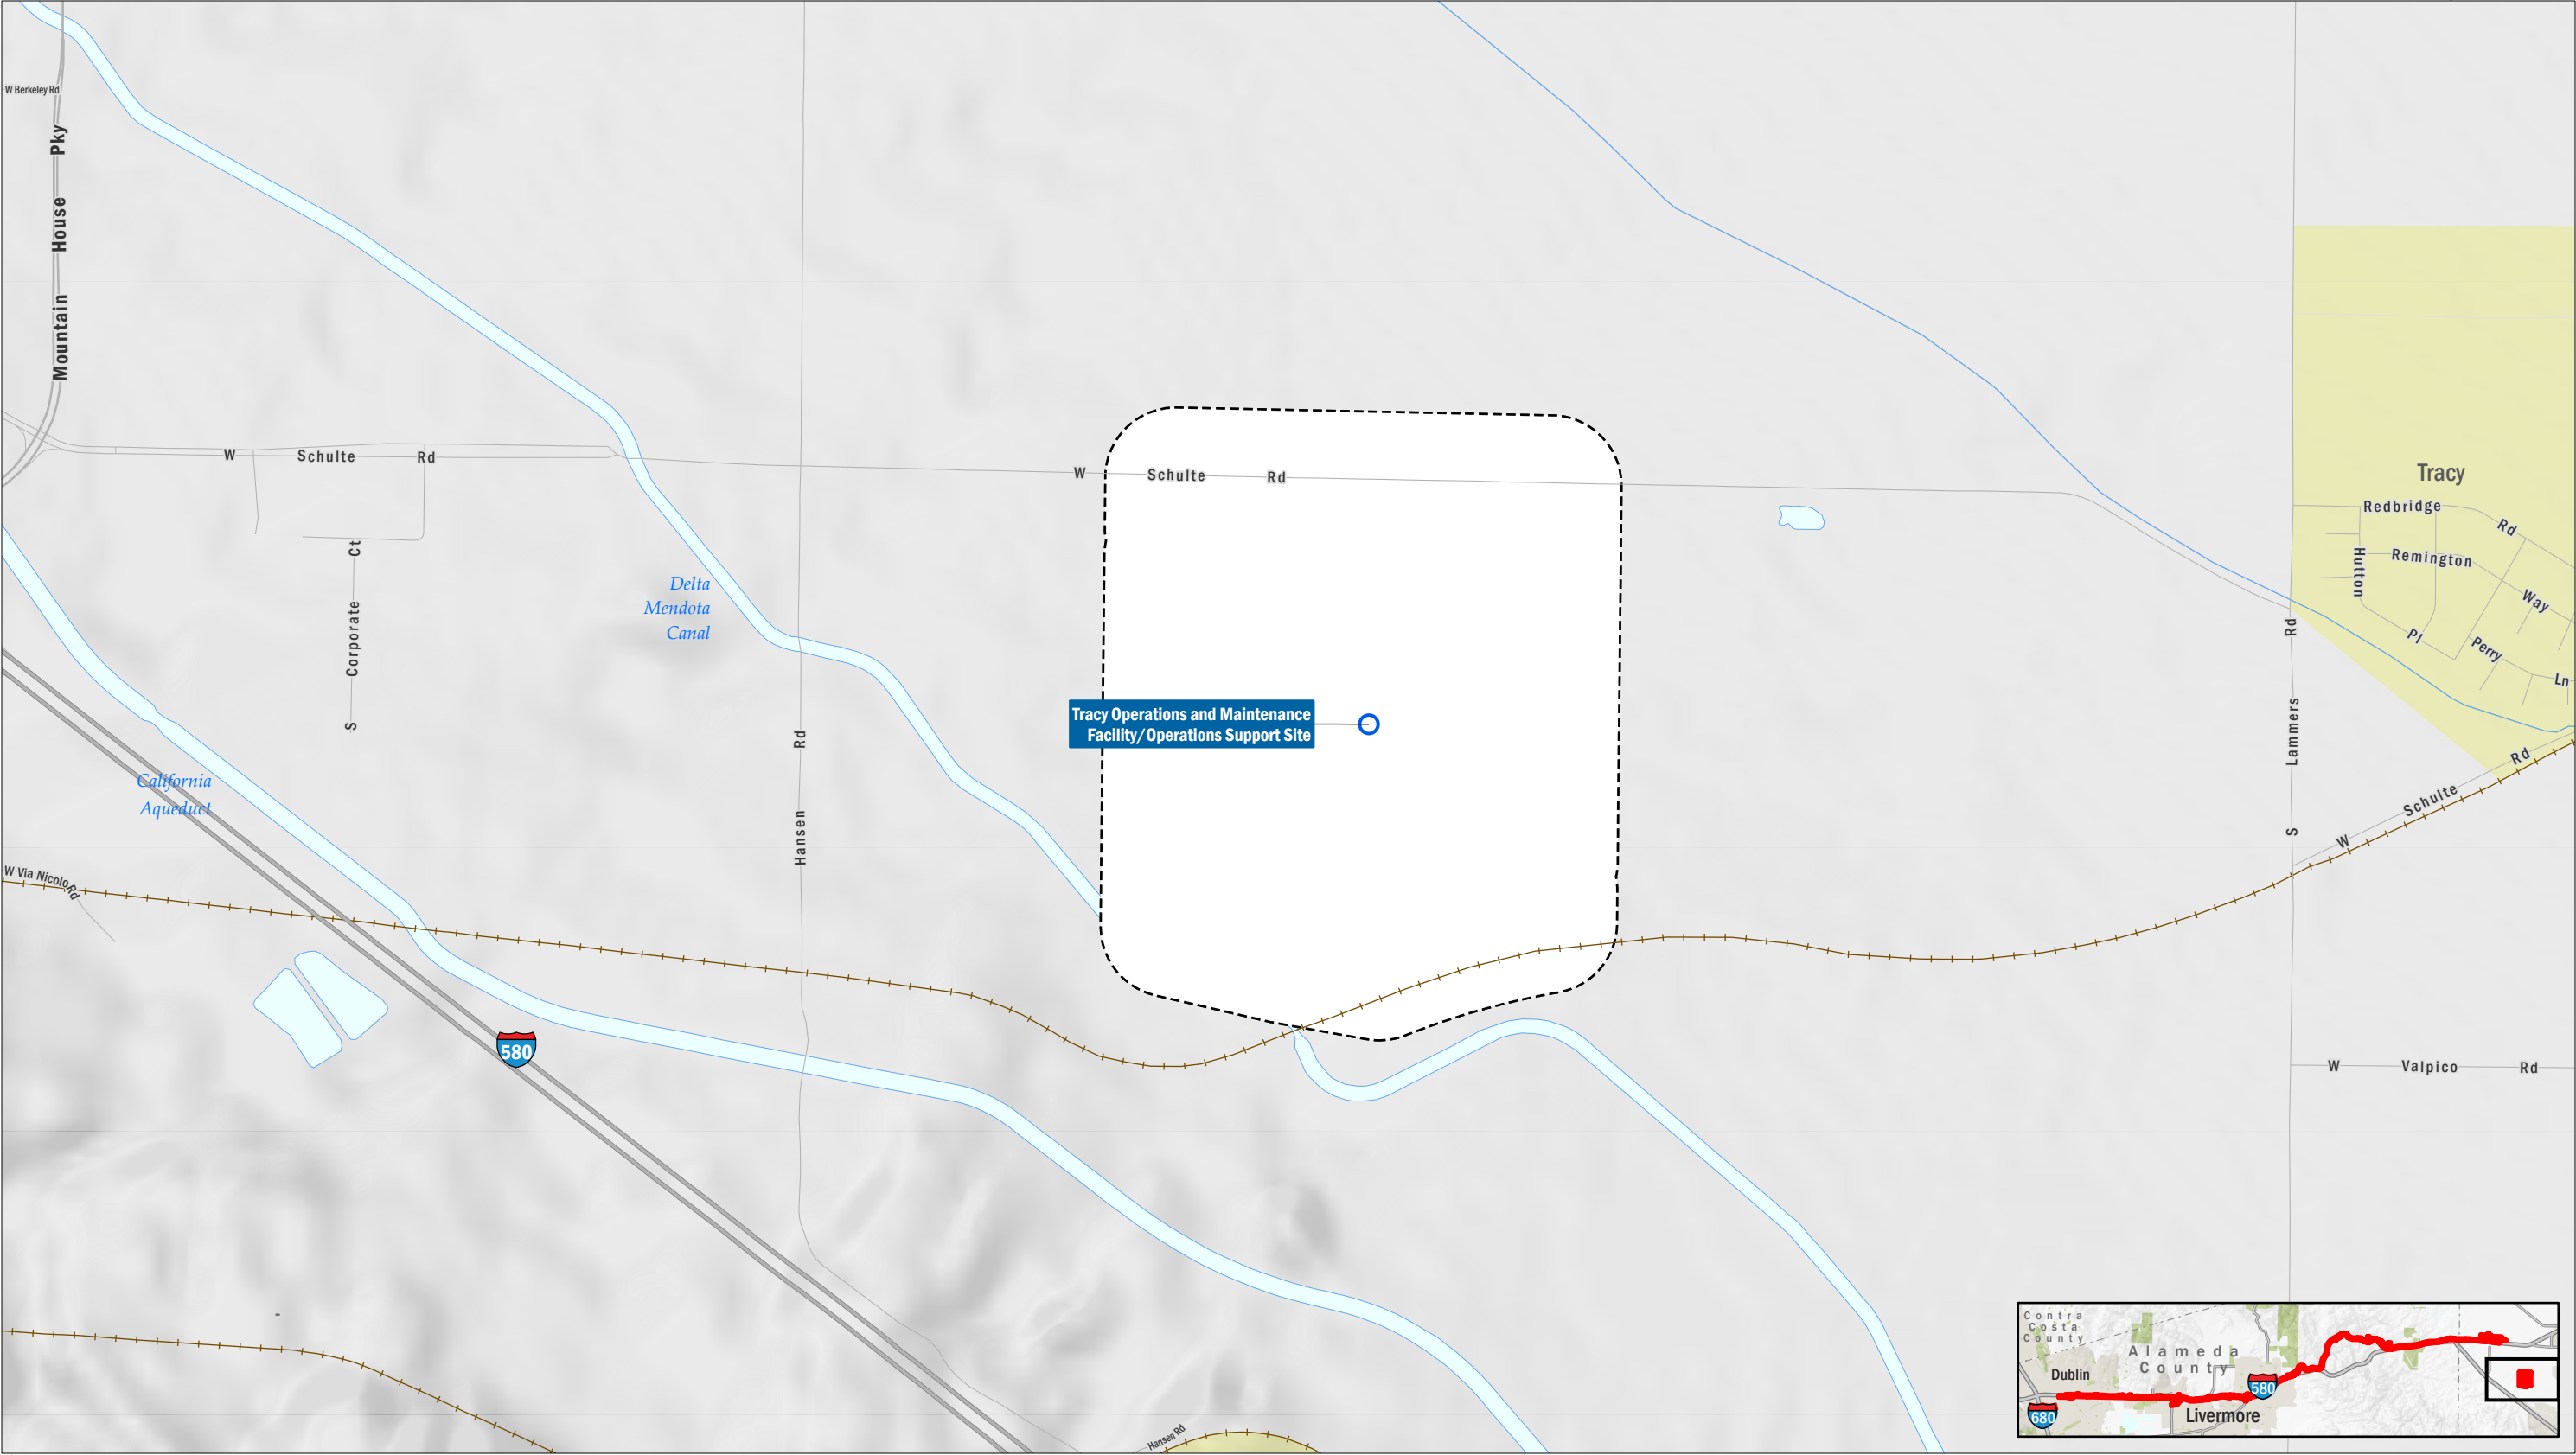 W Berkeley Rd
Mountain House Pky
W Schulte Rd
W Schulte Rd
Tracy
Redbridge Rd
Remington Way
Hutton Pl
Perry Ln
S Corporate Ct
Delta
Mendota
Canal
Hansen Rd
S Lammers Rd
Tracy Operations and Maintenance
Facility/Operations Support Site
California
Aqueduct
W Schulte Rd
W Via Nicolo Rd
580
W Valpico Rd
Hansen Rd
Contra
Costa
County
Alameda
County
Dublin
580
680
Livermore